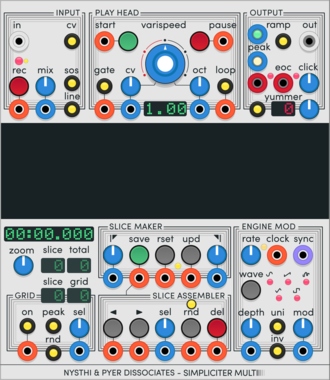 INPUT PLAY HEAD OUTPUT
in cv start varispeed pause ramp out
peak
rec mix sos gate cv oct loop eoc click
line 1.00 yummer 0
00:00.000 SLICE MAKER ENGINE MOD
save rset upd rate clock sync
zoom slice total
0 0
slice grid wave
0 0
GRID SLICE ASSEMBLER
on peak sel sel rnd del depth uni mod
rnd inv
NYSTHI & PYER DISSOCIATES - SIMPLICITER MULTI